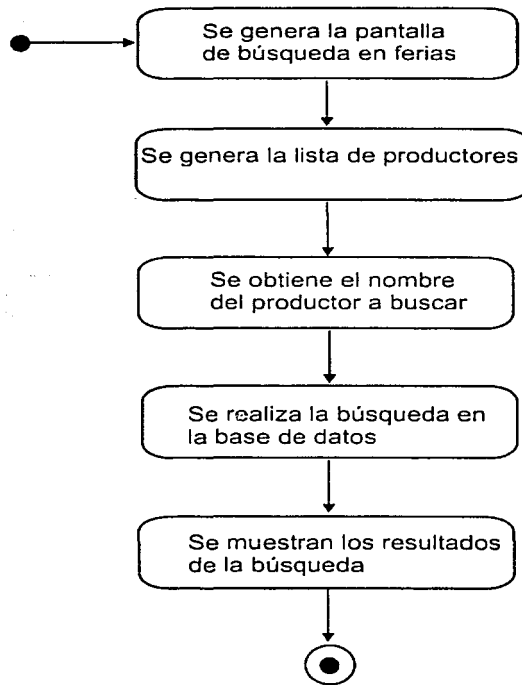 Se genera la pantalla
de búsqueda en ferias
Se genera la lista de productores
Se obtiene el nombre
del productor a buscar
Se realiza la búsqueda en
la base de datos
Se muestran los resultados
de la búsqueda